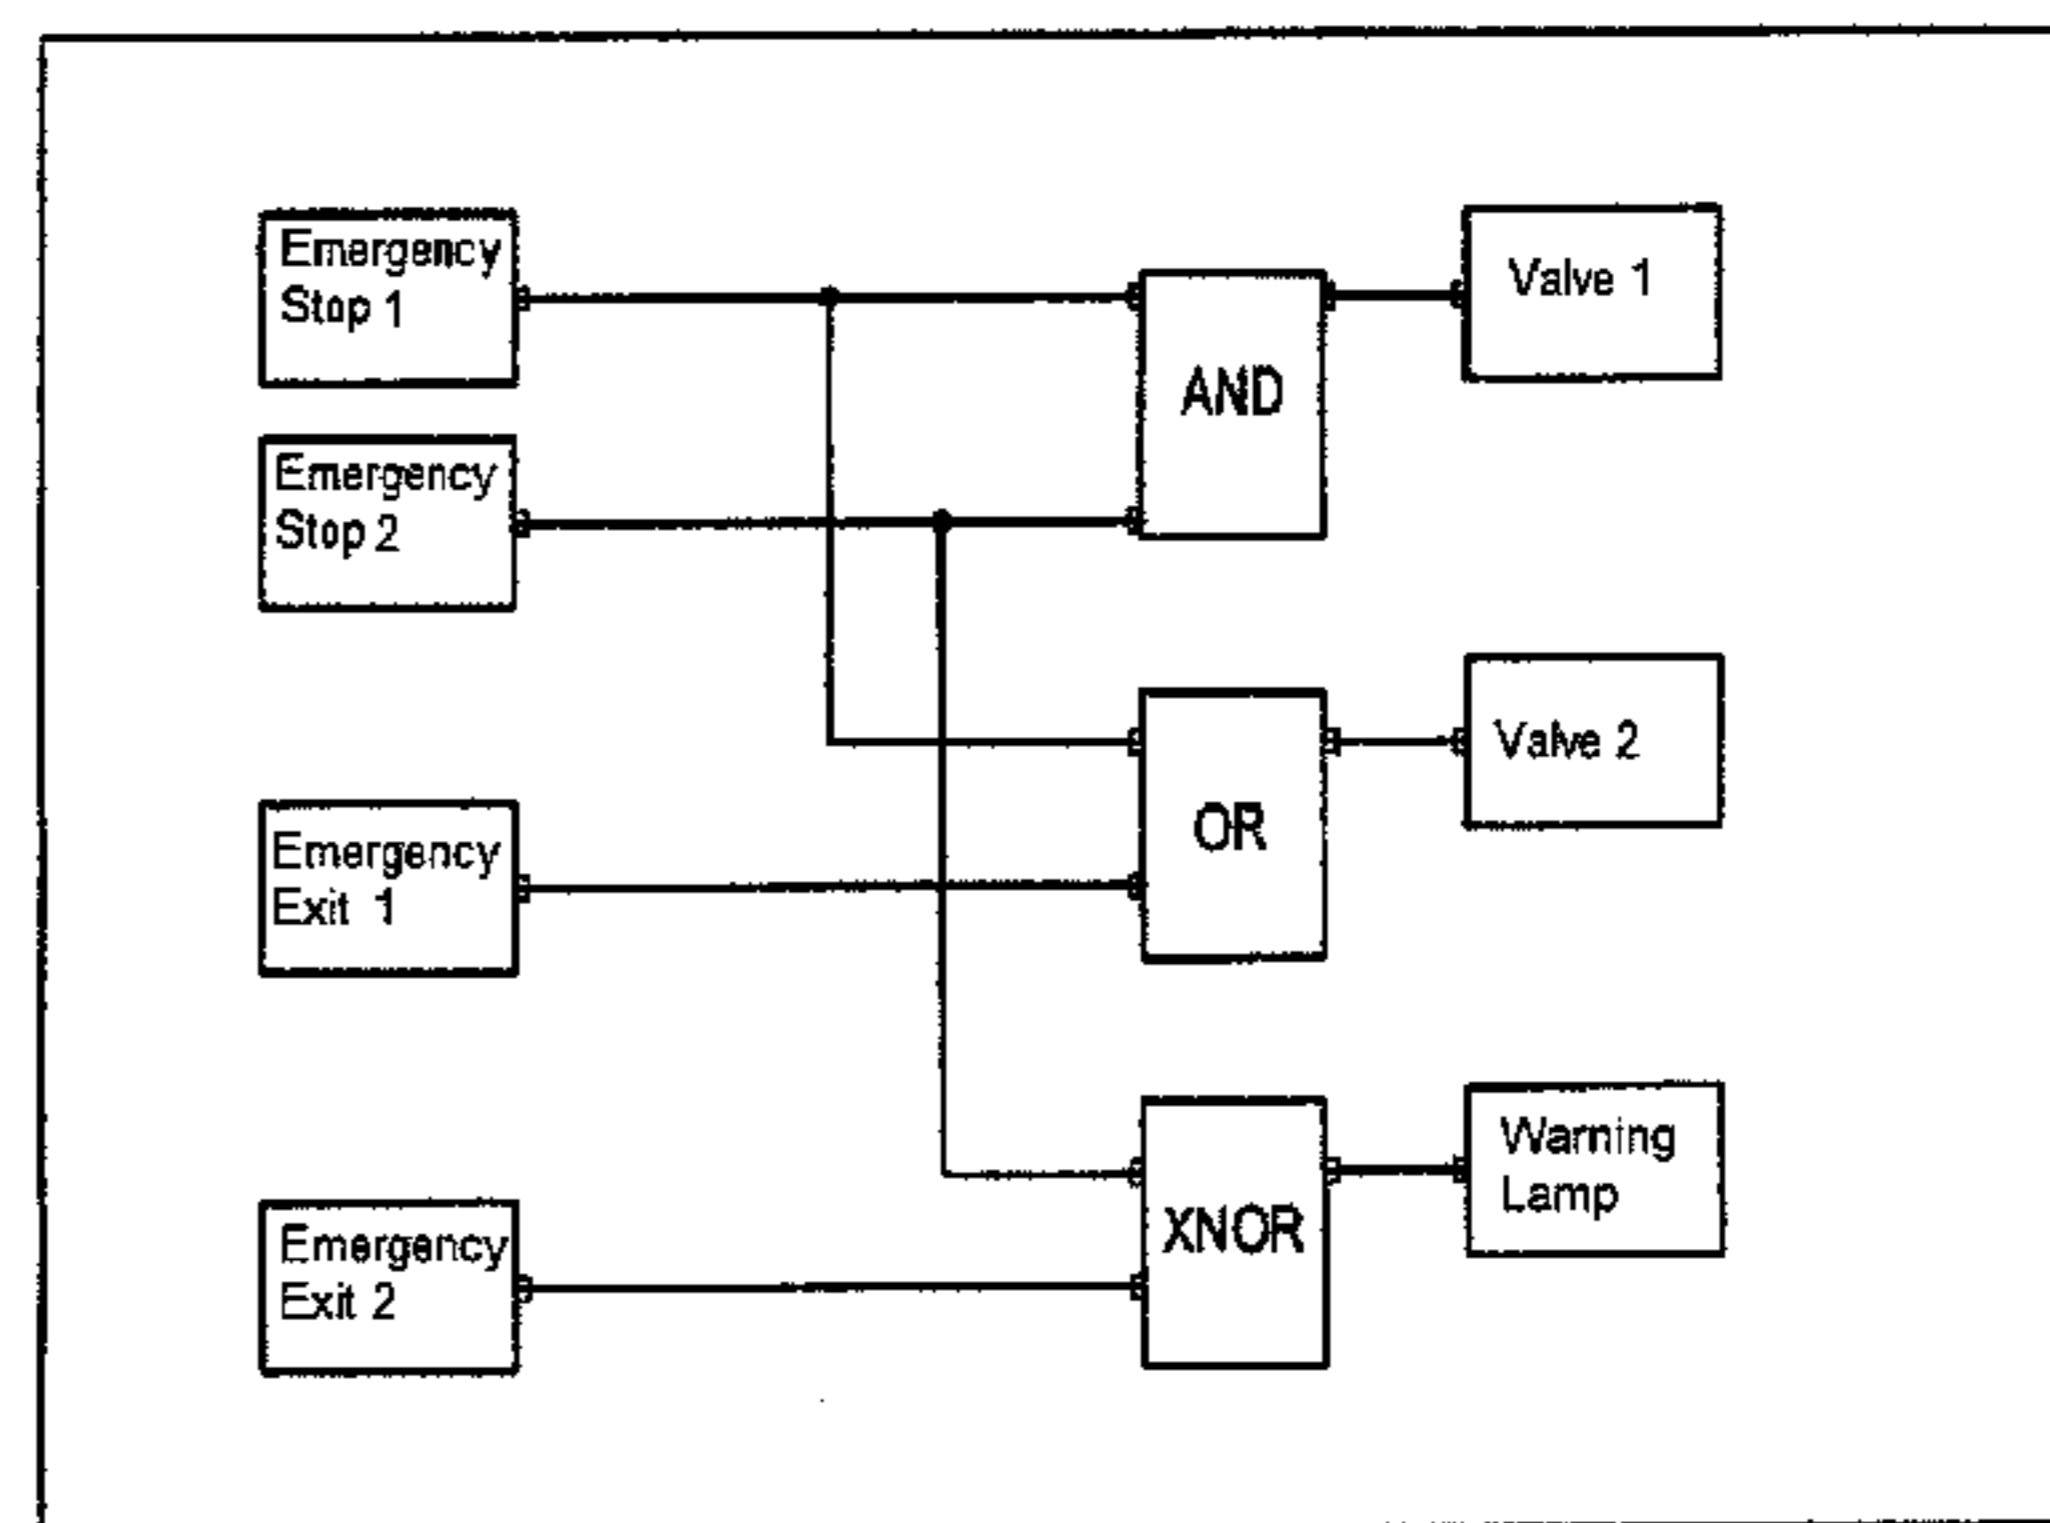 Emergency
Stop 1
Valve 1
AND
Emergency
Stop 2
Valve 2
OR
Emergency
Exit 1
Warning
Lamp
XNOR
Emergency
Exit 2